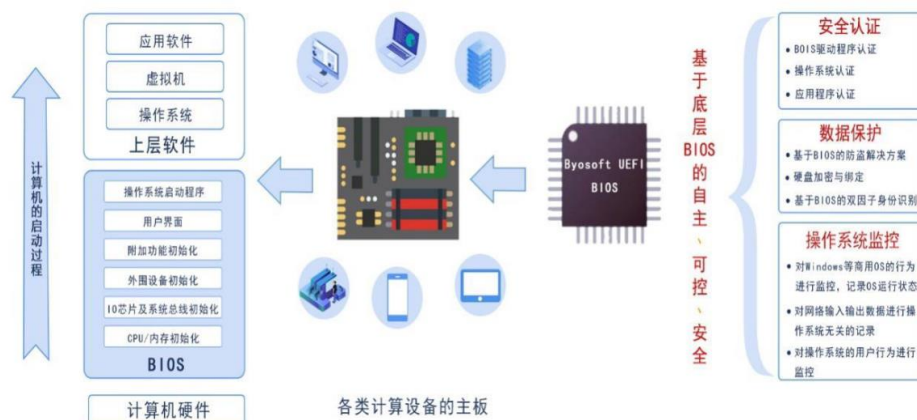 计算机的启动过程
应用软件
虚拟机
操作系统
上层软件
操作系统启动程序
用户界面
附加功能初始化
外围设备初始化
IO芯片及系统总线初始化
CPU/内存初始化
BIOS
计算机硬件
各类计算设备的主板
Byosoft UEFI
BIOS
基于底层BIOS的自主、可控、安全
安全认证
• BOIS驱动程序认证
• 操作系统认证
• 应用程序认证
数据保护
• 基于BIOS的防盗解决方案
• 硬盘加密与绑定
• 基于BIOS的双因子身份识别
操作系统监控
• 对Windows等商用OS的行为
进行监控，记录OS运行状态
• 对网络输入输出数据进行操
作系统无关的记录
• 对操作系统的用户行为进行
监控